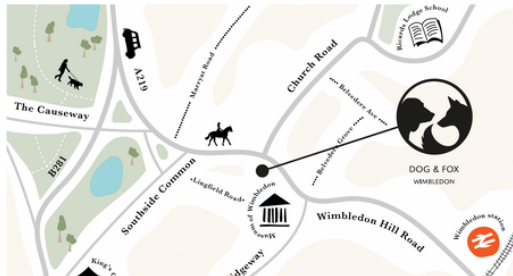 Ricards Lodge School
A219
Marryat Road
Church Road
The Causeway
Belvedere Ave
B281
Belvedere Grove
DOG & FOX
WIMBLEDON
Southside Common
Lingfield Road
Museum of Wimbledon
Wimbledon Hill Road
Wimbledon station
King's